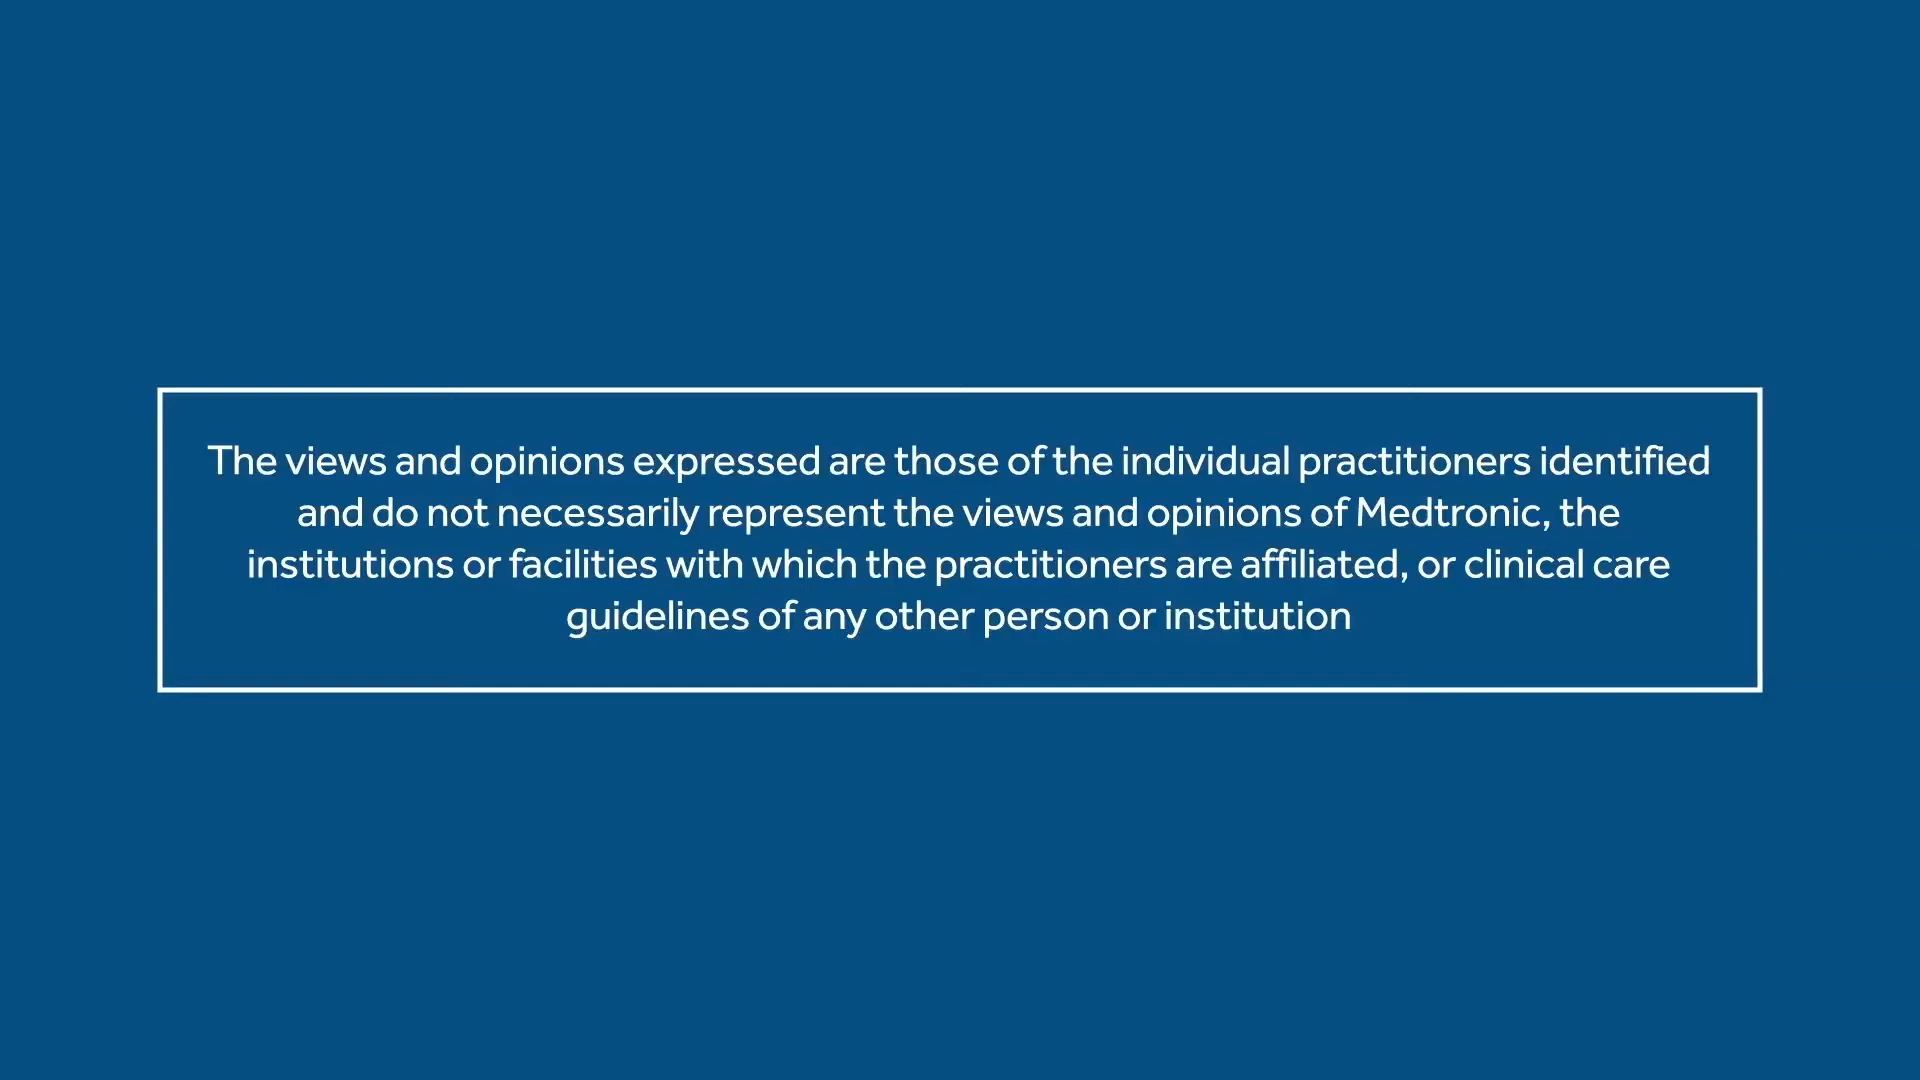 The views and opinions expressed are those of the individual practitioners identified
and do not necessarily represent the views and opinions of Medtronic, the
institutions or facilities with which the practitioners are affiliated, or clinical care
guidelines of any other person or institution